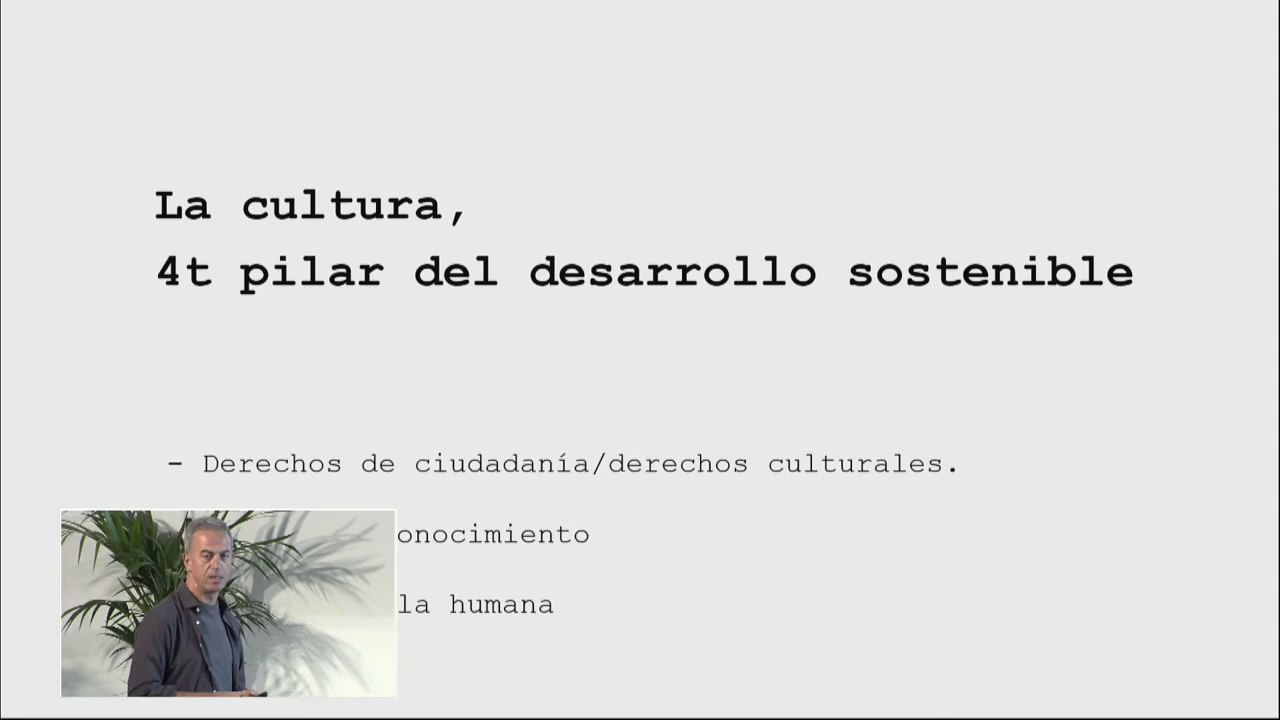 La cultura,
4t pilar del desarrollo sostenible
- Derechos de ciudadanía/derechos culturales.
onocimiento
la humana